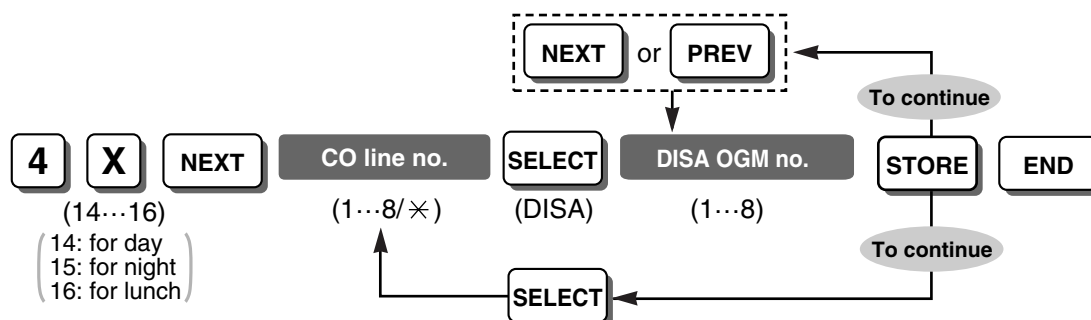 NEXT or PREV
To continue
4 X NEXT CO line no. SELECT DISA OGM no. STORE END
(14···16) (1···8/✳) (DISA) (1···8)
14: for day
15: for night
16: for lunch
To continue
SELECT